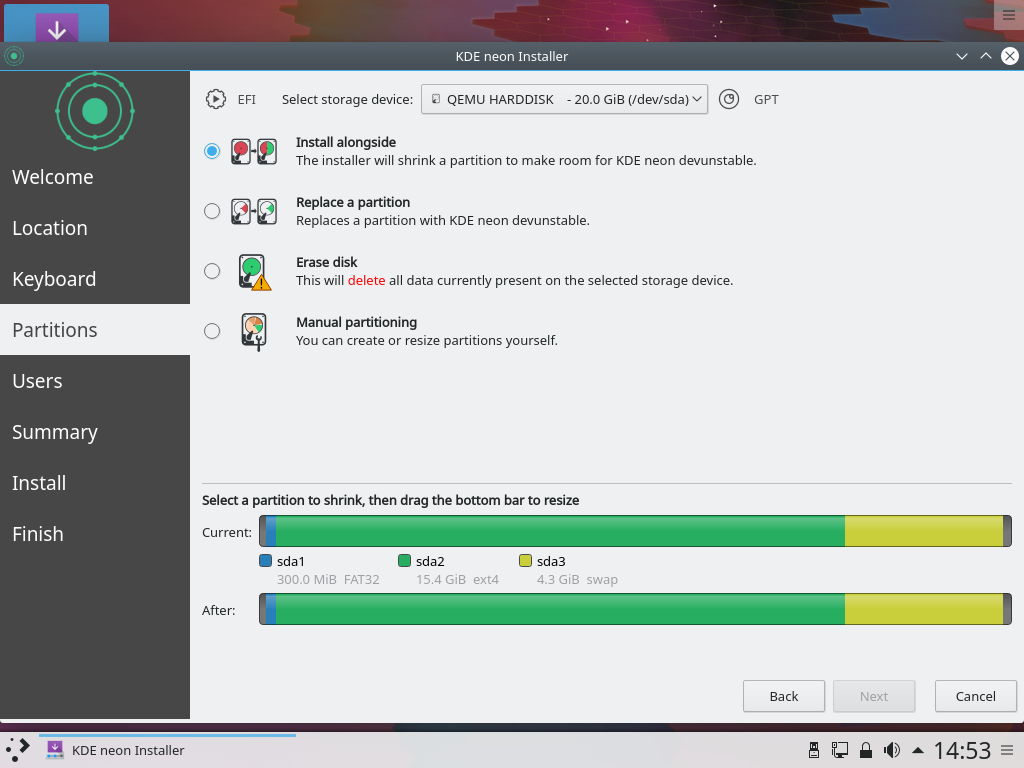 KDE neon Installer
EFI
Select storage device:
QEMU HARDDISK - 20.0 GiB (/dev/sda)
GPT
Welcome
Location
Keyboard
Partitions
Users
Summary
Install
Finish
Install alongside
The installer will shrink a partition to make room for KDE neon devunstable.
Replace a partition
Replaces a partition with KDE neon devunstable.
Erase disk
This will delete all data currently present on the selected storage device.
Manual partitioning
You can create or resize partitions yourself.
Select a partition to shrink, then drag the bottom bar to resize
Current:
sda1
300.0 MiB FAT32
sda2
15.4 GiB ext4
sda3
4.3 GiB swap
After:
Back
Next
Cancel
KDE neon Installer
14:53